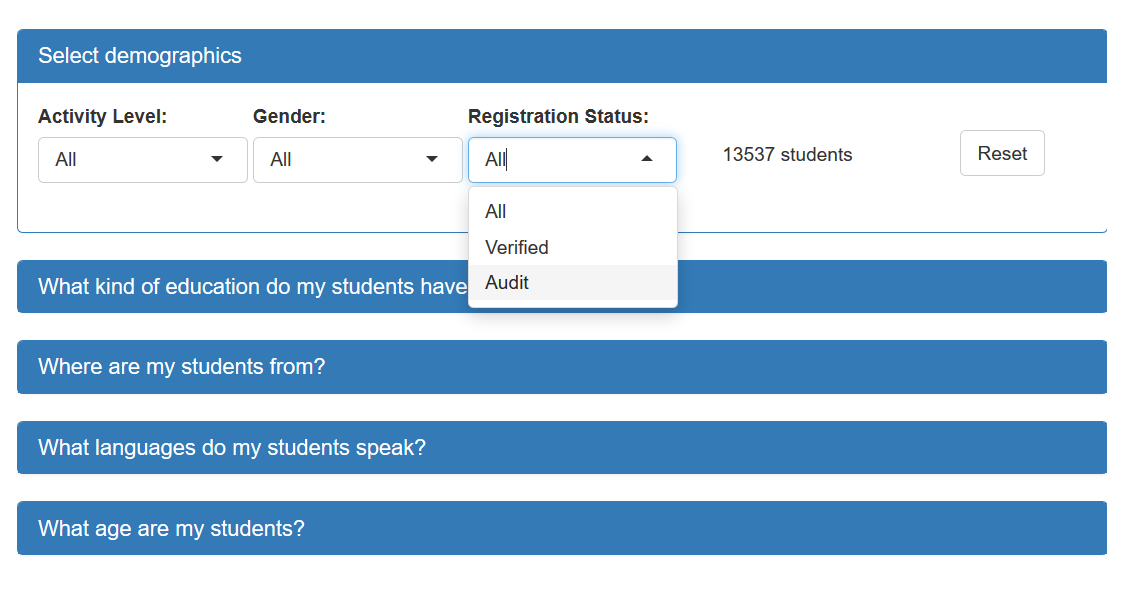 Select demographics
Activity Level: Gender: Registration Status:
All All All 13537 students Reset
All
Verified
Audit
What kind of education do my students have
Where are my students from?
What languages do my students speak?
What age are my students?